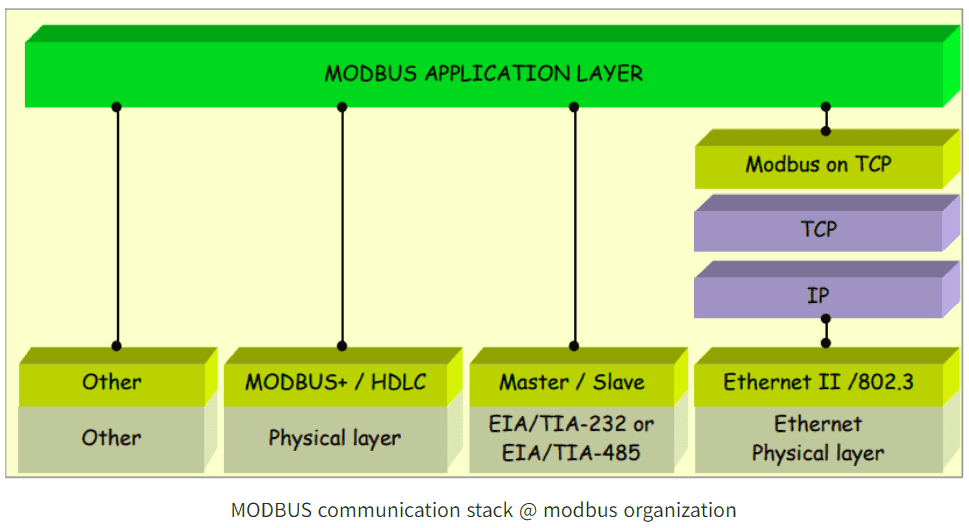 MODBUS APPLICATION LAYER
Modbus on TCP
TCP
IP
Other
MODBUS+ / HDLC
Master / Slave
Ethernet II /802.3
Other
Physical layer
EIA/TIA-232 or
EIA/TIA-485
Ethernet
Physical layer
MODBUS communication stack @ modbus organization